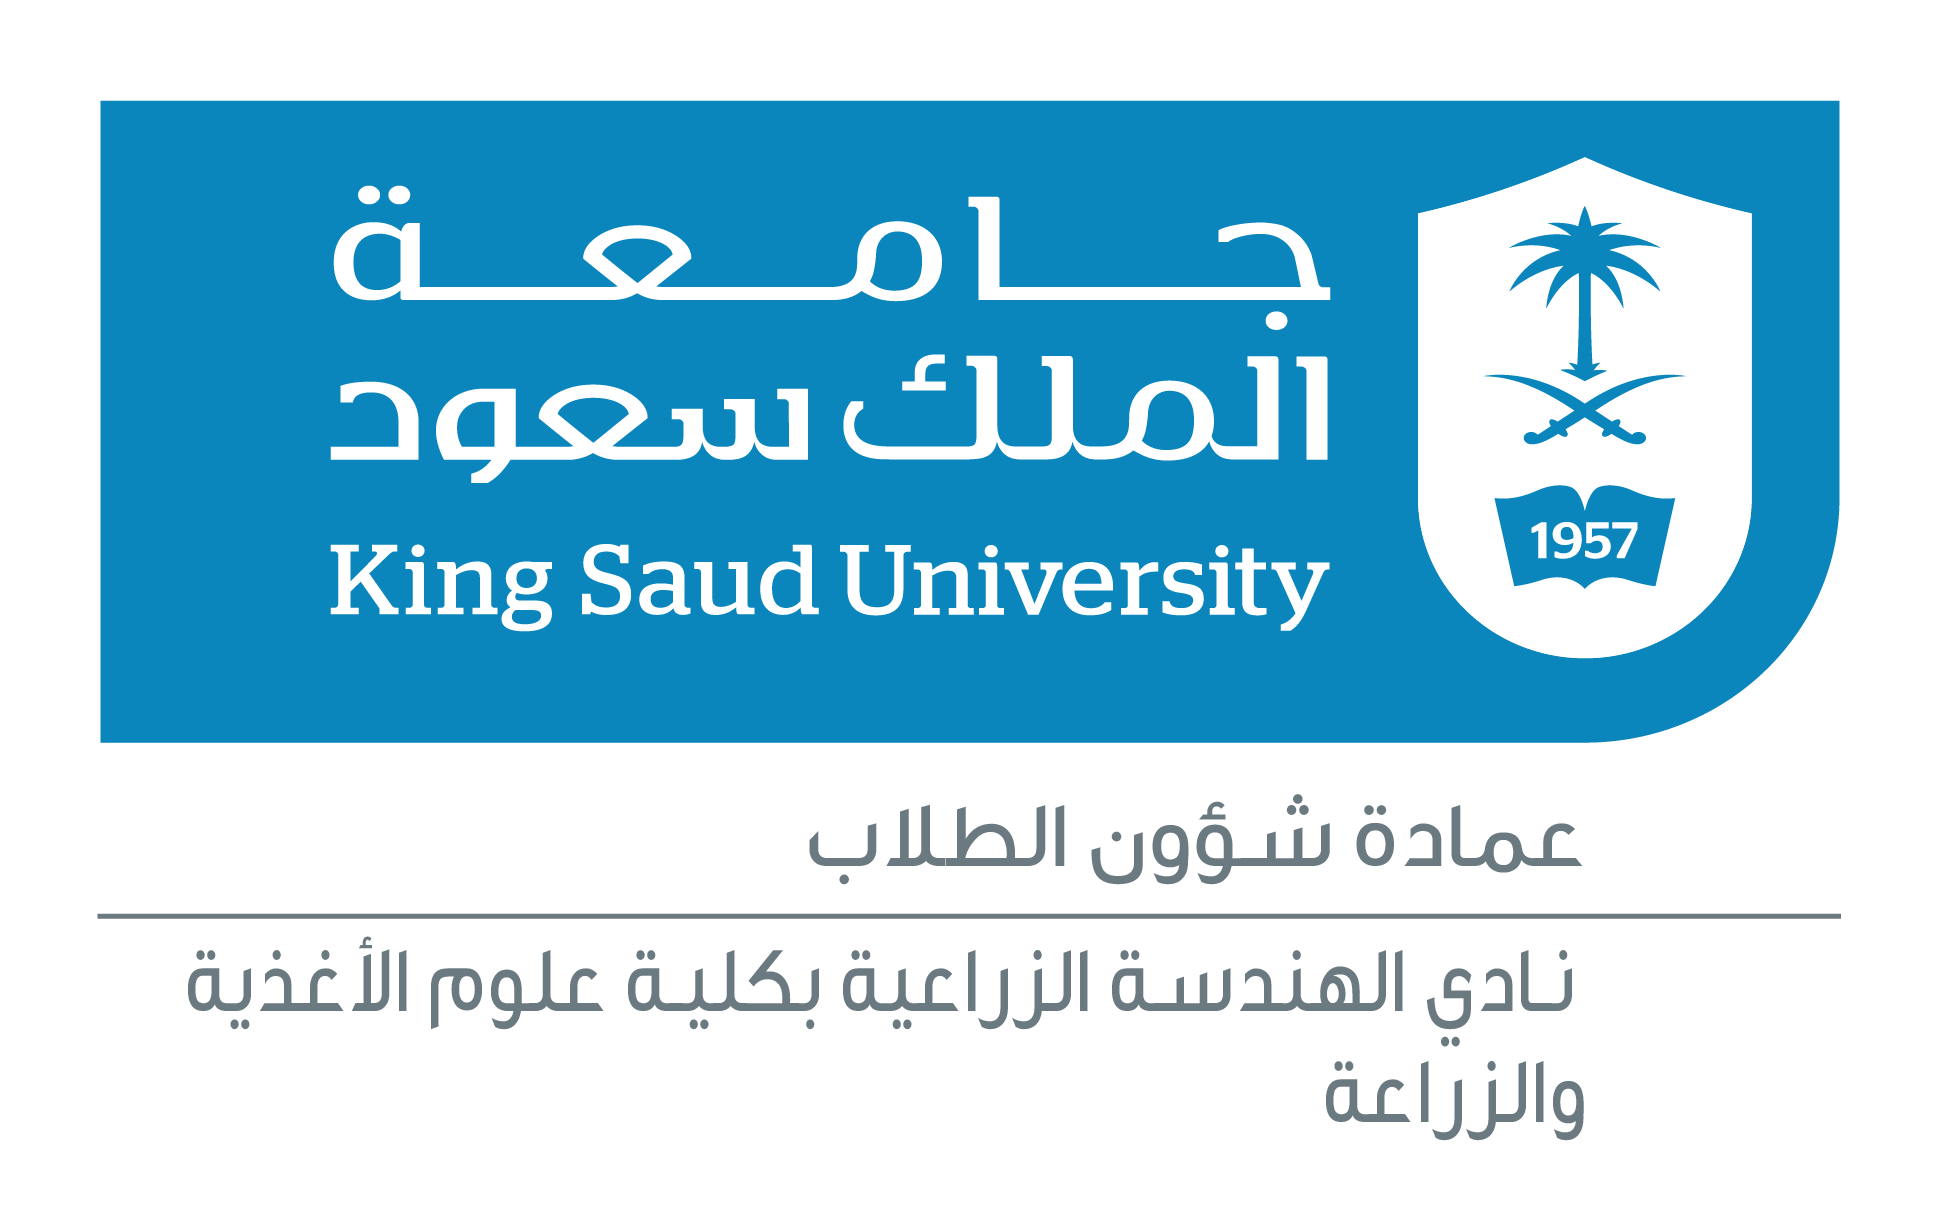 جامعة
الملك سعود
King Saud University
1957
عمادة شؤون الطلاب
نادي الهندسة الزراعية بكلية علوم الأغذية
والزراعة